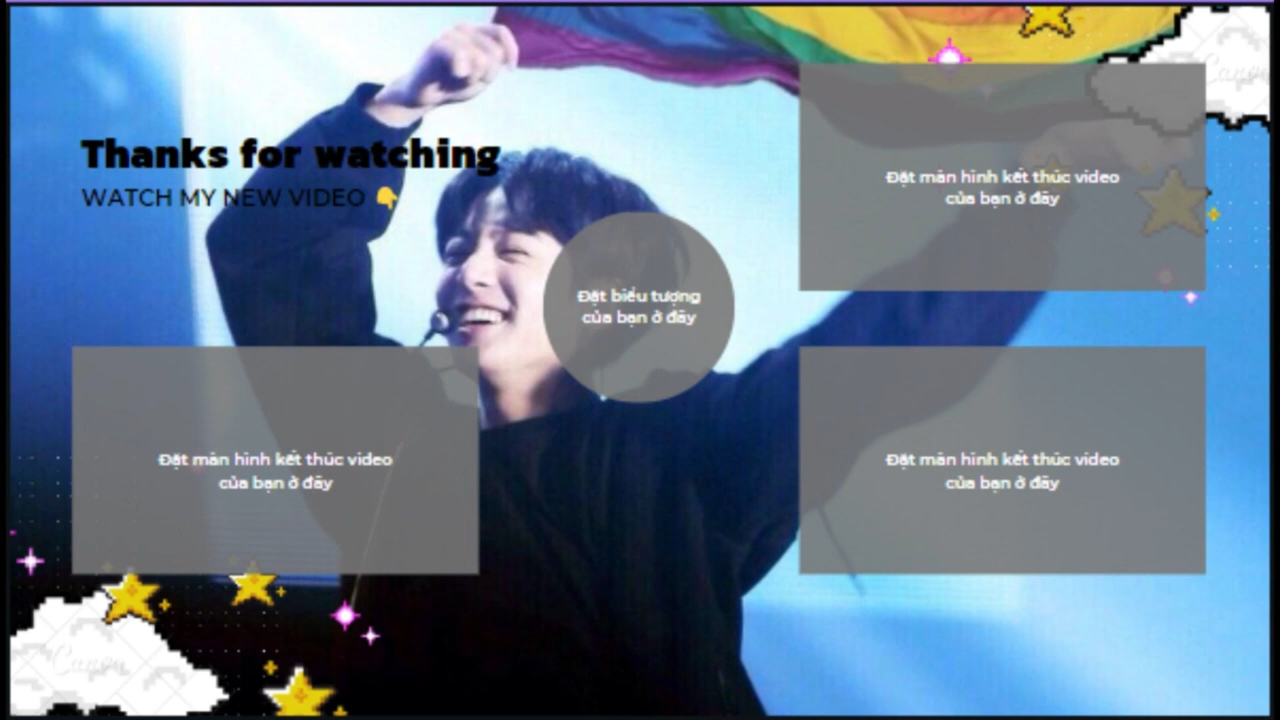 Thanks for watching
WATCH MY NEW VIDEO 👇
Đặt màn hình kết thúc video
của bạn ở đây
Đặt biểu tượng
của bạn ở đây
Đặt màn hình kết thúc video
của bạn ở đây
Đặt màn hình kết thúc video
của bạn ở đây
Canva
Canva